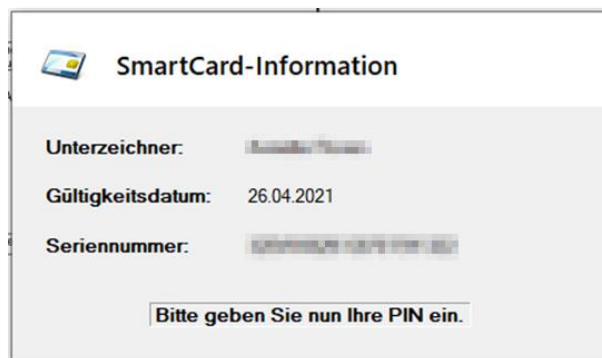 SmartCard-Information
Unterzeichner:
Gültigkeitsdatum: 26.04.2021
Seriennummer:
Bitte geben Sie nun Ihre PIN ein.